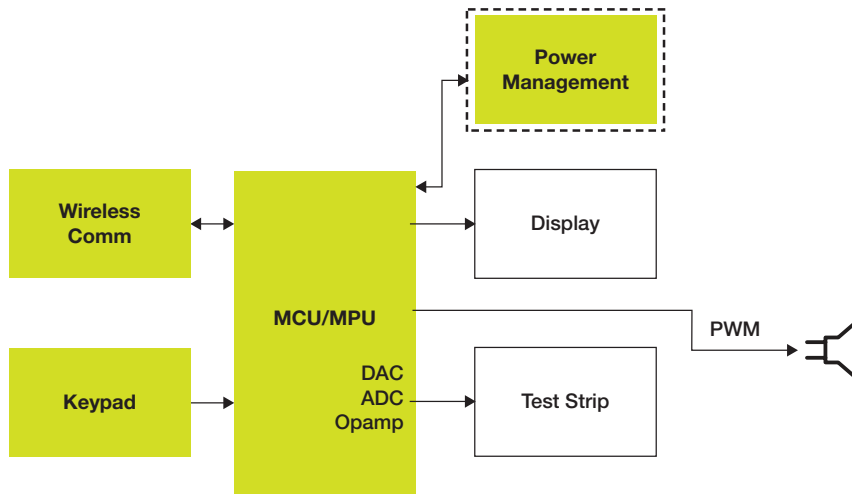 Power
Management
Wireless
Comm
Display
MCU/MPU
PWM
Keypad
DAC
ADC
Opamp
Test Strip